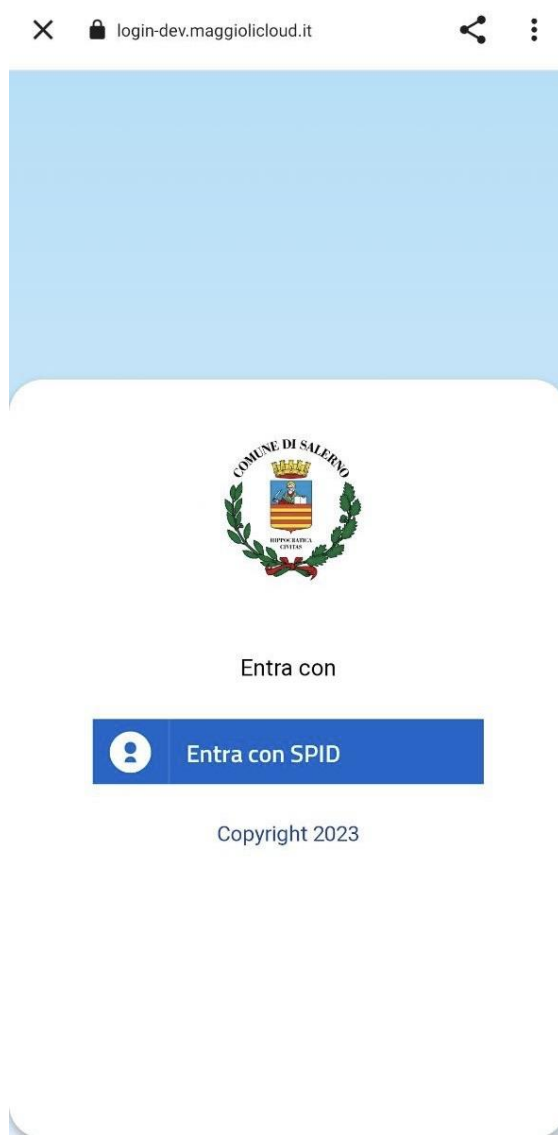 login-dev.maggiolicloud.it
COMUNE DI SALERNO
HIPPOCRATICA
CIVITAS
Entra con
Entra con SPID
Copyright 2023